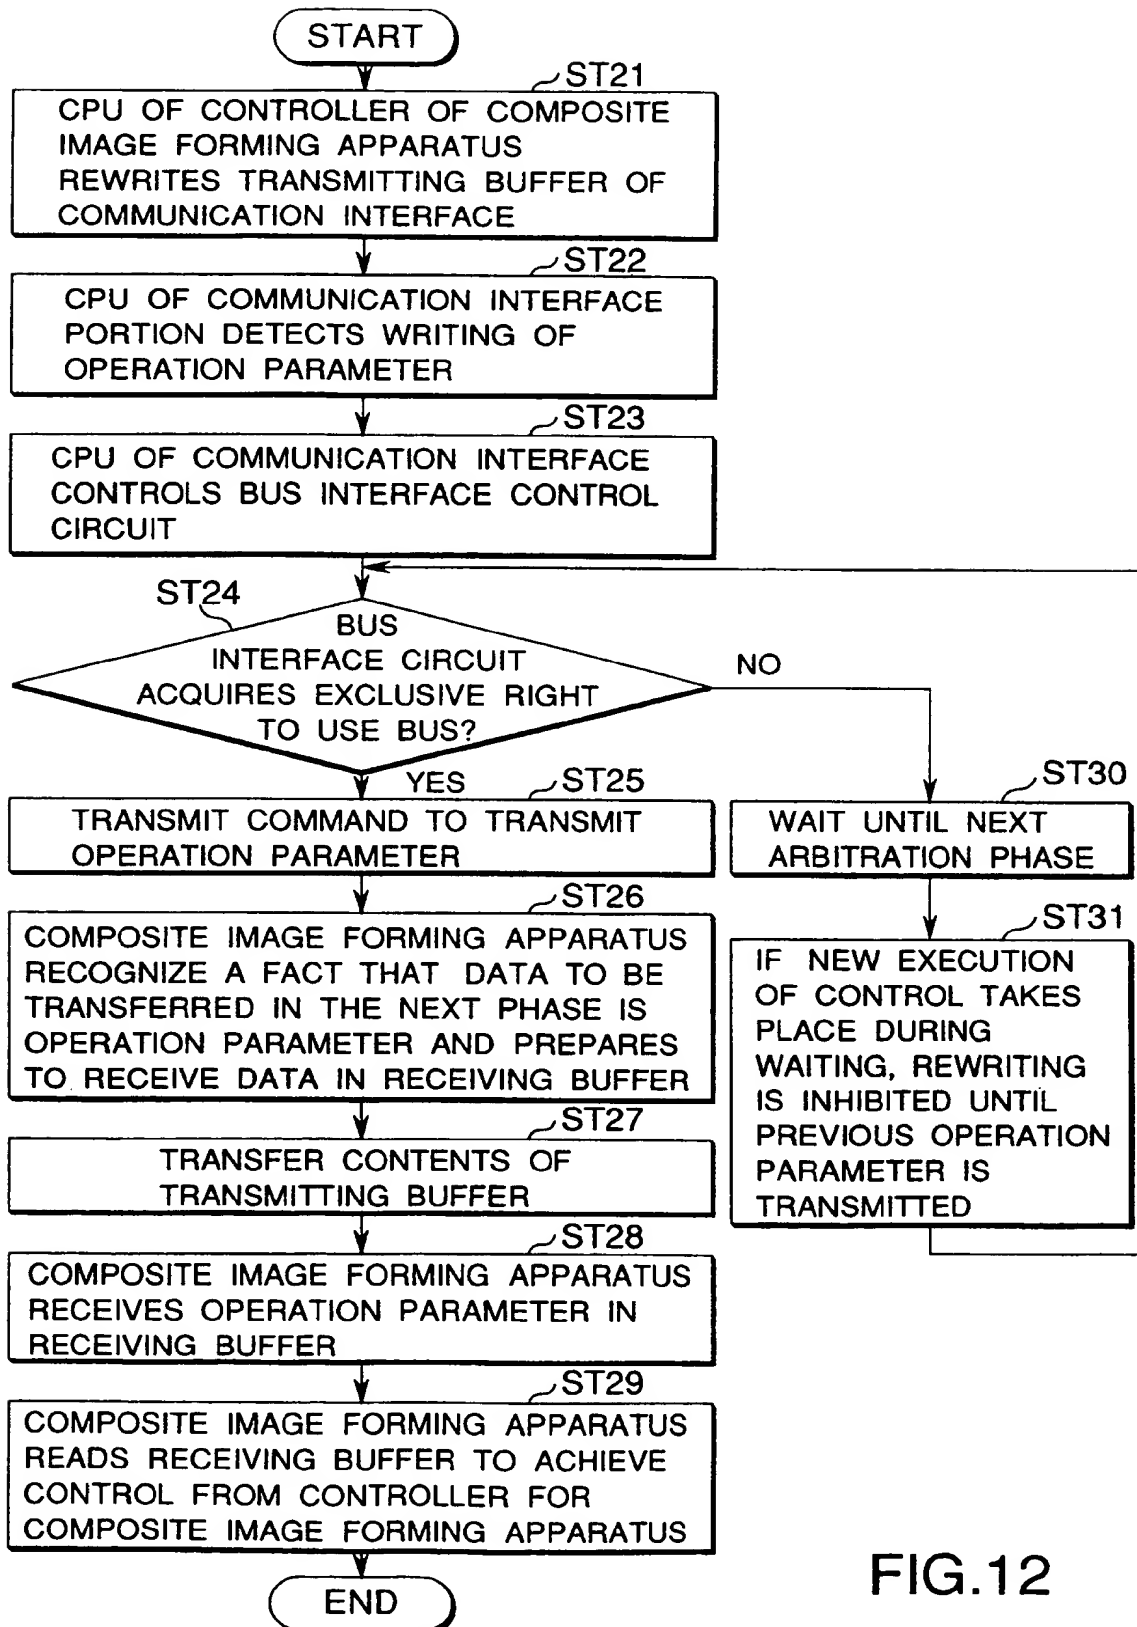 START
ST21
CPU OF CONTROLLER OF COMPOSITE
IMAGE FORMING APPARATUS
REWRITES TRANSMITTING BUFFER OF
COMMUNICATION INTERFACE
ST22
CPU OF COMMUNICATION INTERFACE
PORTION DETECTS WRITING OF
OPERATION PARAMETER
ST23
CPU OF COMMUNICATION INTERFACE
CONTROLS BUS INTERFACE CONTROL
CIRCUIT
ST24
BUS
INTERFACE CIRCUIT
ACQUIRES EXCLUSIVE RIGHT
TO USE BUS?
NO
YES
ST25
TRANSMIT COMMAND TO TRANSMIT
OPERATION PARAMETER
ST26
COMPOSITE IMAGE FORMING APPARATUS
RECOGNIZE A FACT THAT DATA TO BE
TRANSFERRED IN THE NEXT PHASE IS
OPERATION PARAMETER AND PREPARES
TO RECEIVE DATA IN RECEIVING BUFFER
ST27
TRANSFER CONTENTS OF
TRANSMITTING BUFFER
ST28
COMPOSITE IMAGE FORMING APPARATUS
RECEIVES OPERATION PARAMETER IN
RECEIVING BUFFER
ST29
COMPOSITE IMAGE FORMING APPARATUS
READS RECEIVING BUFFER TO ACHIEVE
CONTROL FROM CONTROLLER FOR
COMPOSITE IMAGE FORMING APPARATUS
END
ST30
WAIT UNTIL NEXT
ARBITRATION PHASE
ST31
IF NEW EXECUTION
OF CONTROL TAKES
PLACE DURING
WAITING, REWRITING
IS INHIBITED UNTIL
PREVIOUS OPERATION
PARAMETER IS
TRANSMITTED
FIG.12